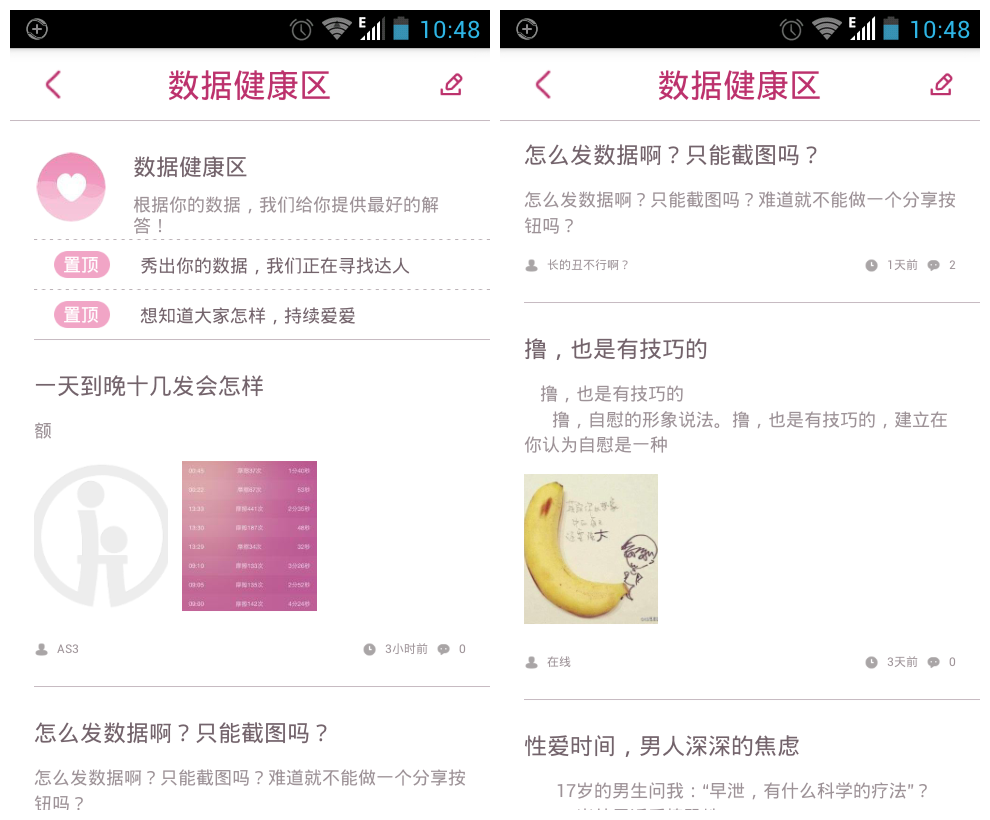 E 10:48
数据健康区
数据健康区
根据你的数据，我们给你提供最好的解
答！
置顶 秀出你的数据，我们正在寻找达人
置顶 想知道大家怎样，持续爱爱
一天到晚十几发会怎样
额
AS3 3小时前 0
怎么发数据啊？只能截图吗？
怎么发数据啊？只能截图吗？难道就不能做一个分享按
钮吗？
E 10:48
数据健康区
怎么发数据啊？只能截图吗？
怎么发数据啊？只能截图吗？难道就不能做一个分享按
钮吗？
长的丑不行啊？ 1天前 2
撸，也是有技巧的
撸，也是有技巧的
撸，自慰的形象说法。撸，也是有技巧的，建立在
你认为自慰是一种
大
在线 3天前 0
性爱时间，男人深深的焦虑
17岁的男生问我：“早泄，有什么科学的疗法”？